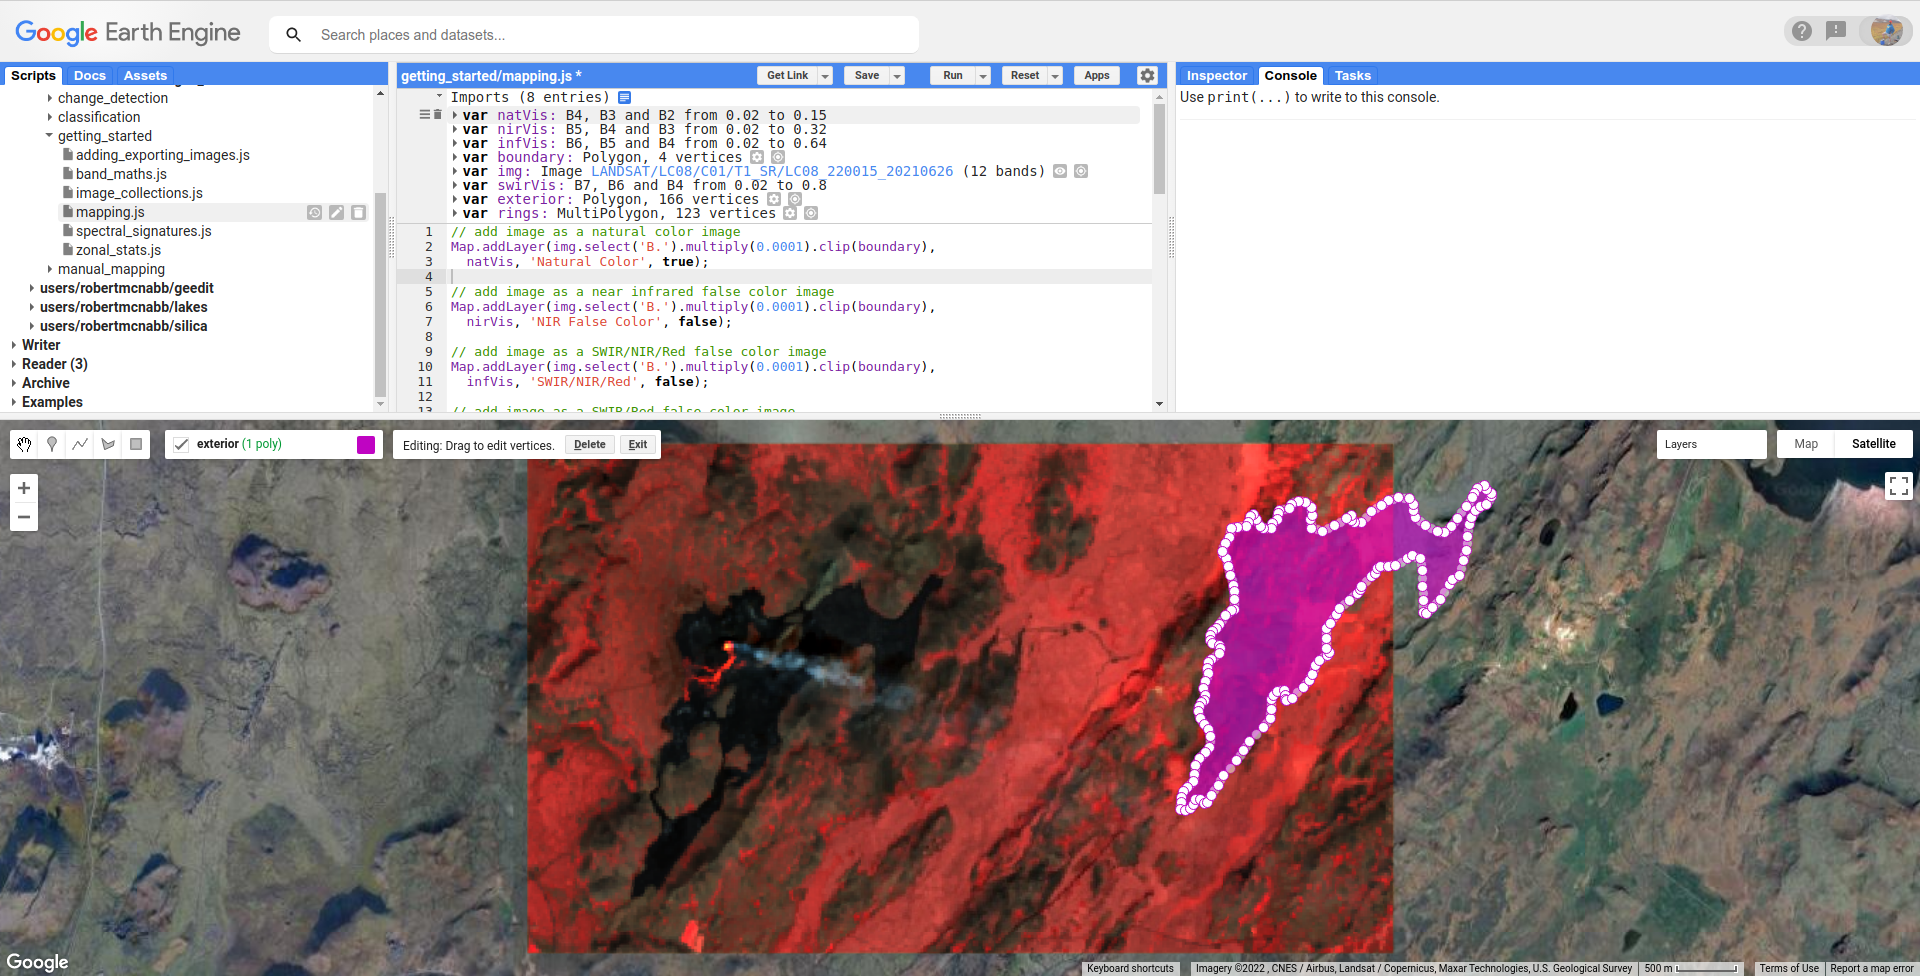 Google Earth Engine
Search places and datasets...
Scripts
Docs
Assets
change_detection
classification
getting_started
adding_exporting_images.js
band_maths.js
image_collections.js
mapping.js
spectral_signatures.js
zonal_stats.js
manual_mapping
users/robertmcnabb/geedit
users/robertmcnabb/lakes
users/robertmcnabb/silica
Writer
Reader (3)
Archive
Examples
getting_started/mapping.js *
Get Link
Save
Run
Reset
Apps
Imports (8 entries)
var natVis: B4, B3 and B2 from 0.02 to 0.15
var nirVis: B5, B4 and B3 from 0.02 to 0.32
var infVis: B6, B5 and B4 from 0.02 to 0.64
var boundary: Polygon, 4 vertices
var img: Image LANDSAT/LC08/C01/T1_SR/LC08_220015_20210626 (12 bands)
var swirVis: B7, B6 and B4 from 0.02 to 0.8
var exterior: Polygon, 166 vertices
var rings: MultiPolygon, 123 vertices
1 // add image as a natural color image
2 Map.addLayer(img.select('B.').multiply(0.0001).clip(boundary),
3 natVis, 'Natural Color', true);
4
5 // add image as a near infrared false color image
6 Map.addLayer(img.select('B.').multiply(0.0001).clip(boundary),
7 nirVis, 'NIR False Color', false);
8
9 // add image as a SWIR/NIR/Red false color image
10 Map.addLayer(img.select('B.').multiply(0.0001).clip(boundary),
11 infVis, 'SWIR/NIR/Red', false);
12
13 // add image as a SWIR/Red false color image
Inspector
Console
Tasks
Use print(...) to write to this console.
exterior (1 poly)
Editing: Drag to edit vertices.
Delete
Exit
Layers
Map
Satellite
+
−
Google
Keyboard shortcuts
Imagery ©2022 , CNES / Airbus, Landsat / Copernicus, Maxar Technologies, U.S. Geological Survey
500 m
Terms of Use
Report a map error